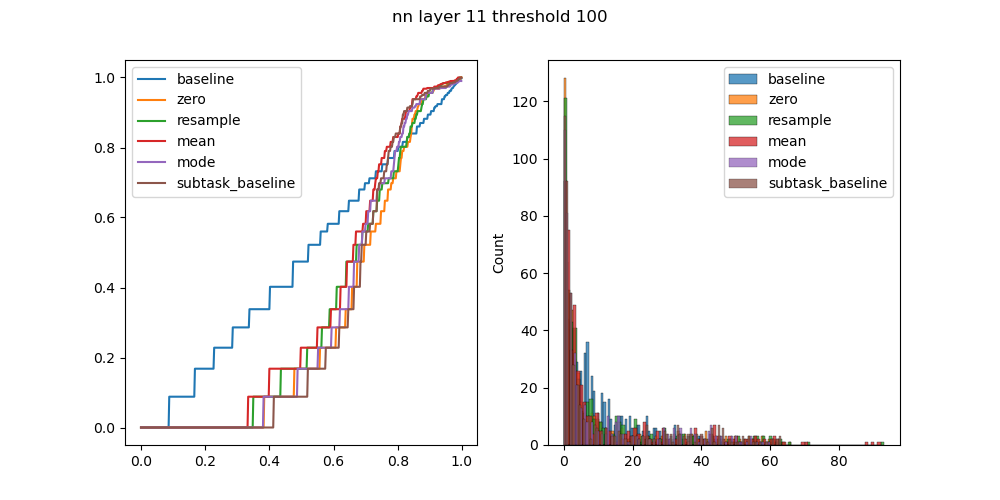 nn layer 11 threshold 100
baseline
zero
resample
mean
mode
subtask_baseline
1.0
0.8
0.6
0.4
0.2
0.0
0.0 0.2 0.4 0.6 0.8 1.0
baseline
zero
resample
mean
mode
subtask_baseline
Count
120
100
80
60
40
20
0
0 20 40 60 80